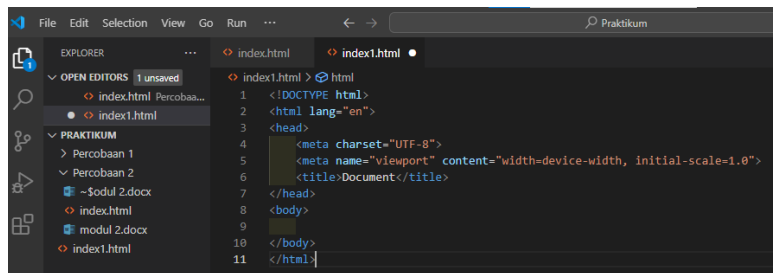 File Edit Selection View Go Run ··· ← → Praktikum
EXPLORER ···
OPEN EDITORS 1 unsaved
<> index.html Percobaa...
● <> index1.html
PRAKTIKUM
> Percobaan 1
Percobaan 2
~$odul 2.docx
<> index.html
modul 2.docx
<> index1.html
1
<> index.html <> index1.html ●
<> index1.html > html
1 <!DOCTYPE html>
2 <html lang="en">
3 <head>
4 <meta charset="UTF-8">
5 <meta name="viewport" content="width=device-width, initial-scale=1.0">
6 <title>Document</title>
7 </head>
8 <body>
9
10 </body>
11 </html>